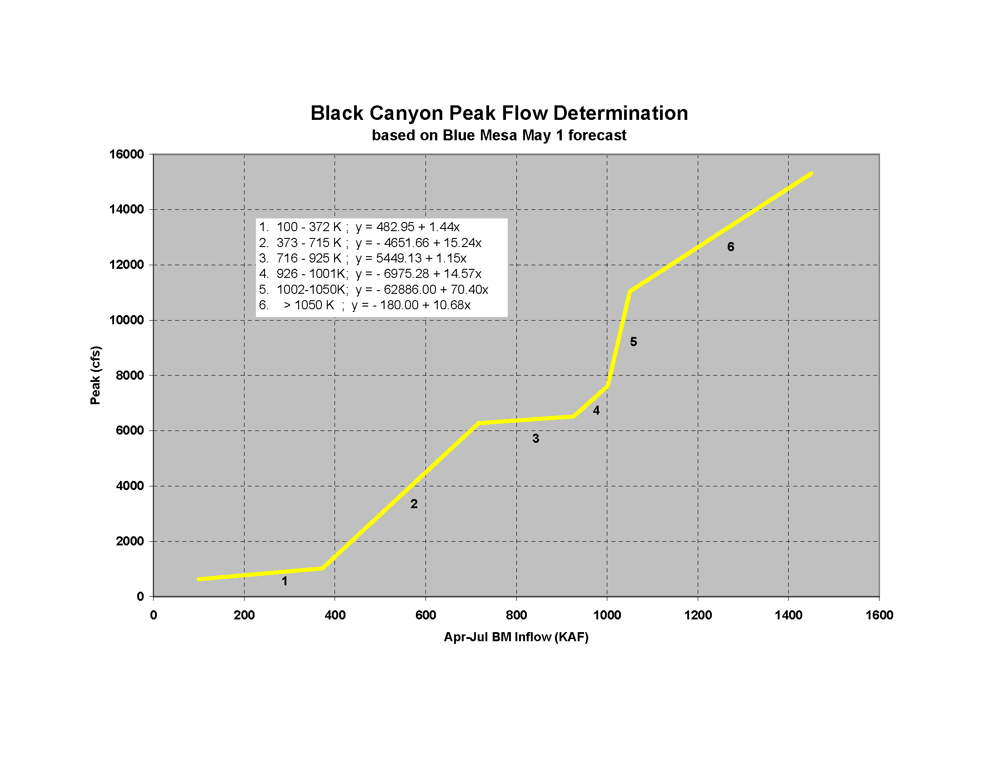 Black Canyon Peak Flow Determination
based on Blue Mesa May 1 forecast
16000
14000
12000
10000
8000
6000
4000
2000
0
Peak (cfs)
1. 100 - 372 K ; y = 482.95 + 1.44x
2. 373 - 715 K ; y = - 4651.66 + 15.24x
3. 716 - 925 K ; y = 5449.13 + 1.15x
4. 926 - 1001K; y = - 6975.28 + 14.57x
5. 1002-1050K; y = - 62886.00 + 70.40x
6. > 1050 K ; y = - 180.00 + 10.68x
6
5
4
3
2
1
0 200 400 600 800 1000 1200 1400 1600
Apr-Jul BM Inflow (KAF)